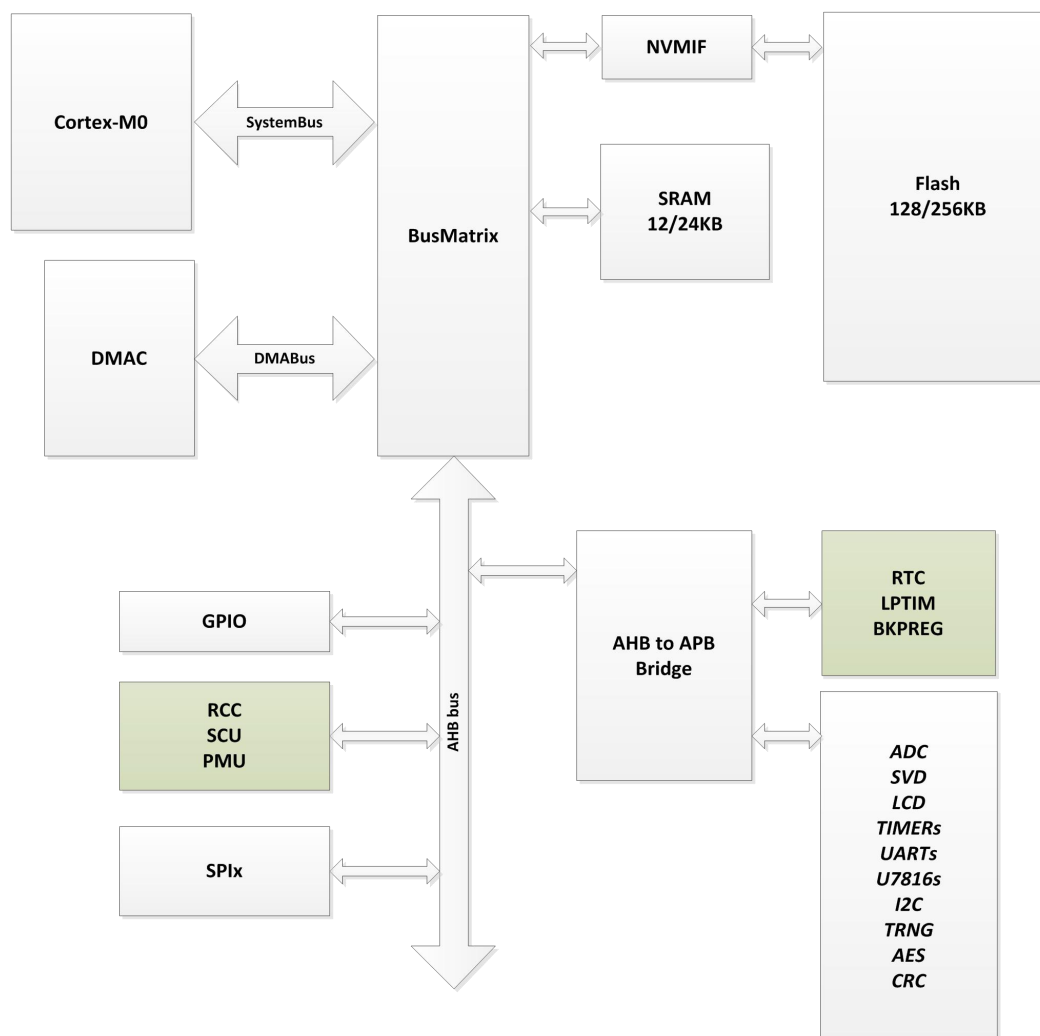 Cortex-M0
SystemBus
BusMatrix
NVMIF
Flash
128/256KB
SRAM
12/24KB
DMAC
DMABus
AHB bus
GPIO
RCC
SCU
PMU
SPIx
AHB to APB
Bridge
RTC
LPTIM
BKPREG
ADC
SVD
LCD
TIMERs
UARTs
U7816s
I2C
TRNG
AES
CRC